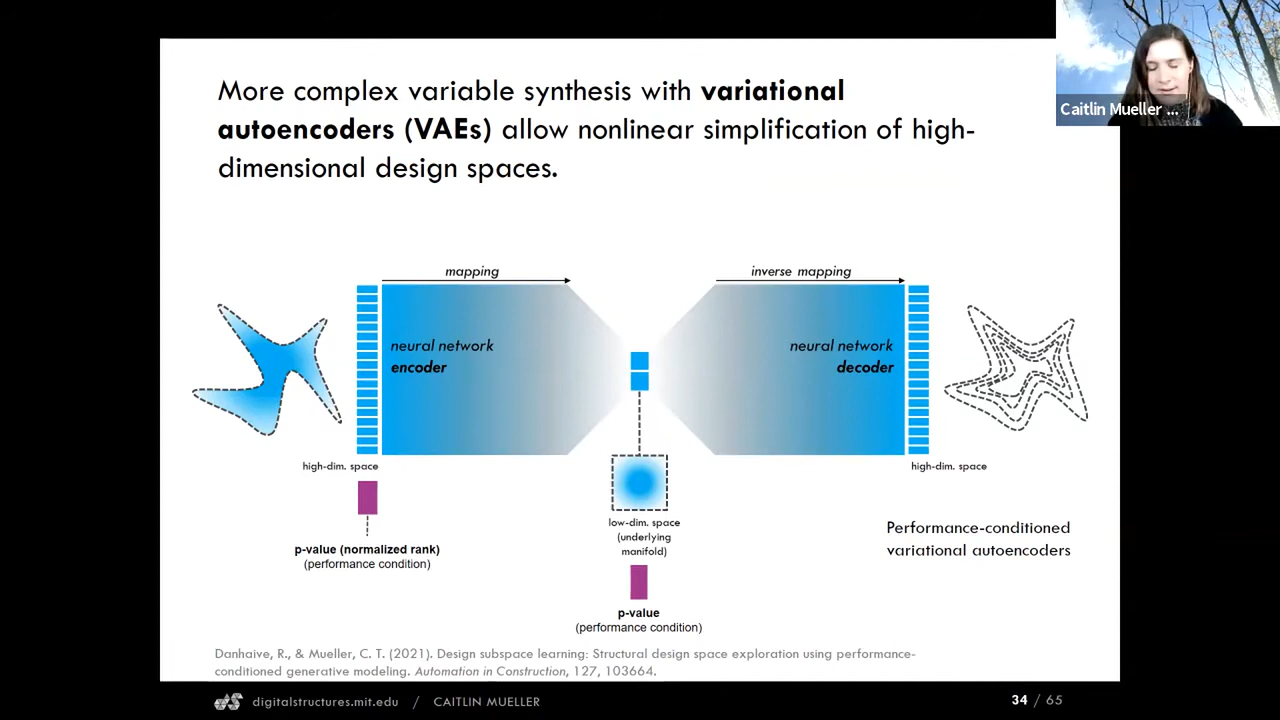 More complex variable synthesis with variational
autoencoders (VAEs) allow nonlinear simplification of high-
dimensional design spaces.
Caitlin Mueller ...
mapping
inverse mapping
neural network
encoder
neural network
decoder
high-dim. space
high-dim. space
low-dim. space
(underlying
manifold)
p-value (normalized rank)
(performance condition)
p-value
(performance condition)
Performance-conditioned
variational autoencoders
Danhaive, R., & Mueller, C. T. (2021). Design subspace learning: Structural design space exploration using performance-
conditioned generative modeling. Automation in Construction, 127, 103664.
digitalstructures.mit.edu / CAITLIN MUELLER
34 / 65